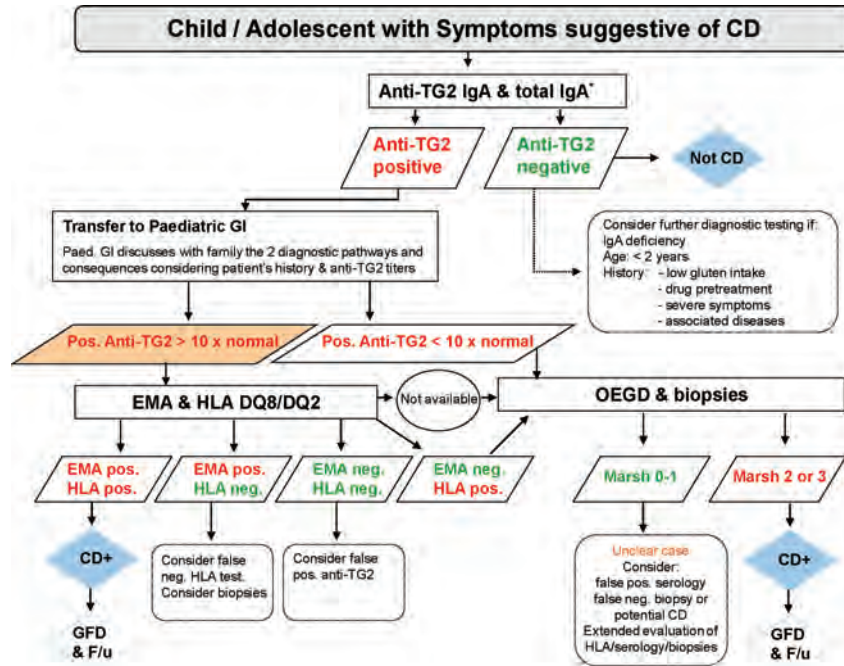 Child / Adolescent with Symptoms suggestive of CD
Anti-TG2 IgA & total IgA*
Anti-TG2
positive
Anti-TG2
negative
Not CD
Transfer to Paediatric GI
Paed. GI discusses with family the 2 diagnostic pathways and
consequences considering patient's history & anti-TG2 titers
Consider further diagnostic testing if:
IgA deficiency
Age: < 2 years
History: - low gluten intake
- drug pretreatment
- severe symptoms
- associated diseases
Pos. Anti-TG2 > 10 x normal
Pos. Anti-TG2 < 10 x normal
EMA & HLA DQ8/DQ2
Not available
OEGD & biopsies
EMA pos.
HLA pos.
EMA pos.
HLA neg.
EMA neg.
HLA neg.
EMA neg.
HLA pos.
Marsh 0-1
Marsh 2 or 3
CD+
Consider false
neg. HLA test.
Consider biopsies
Consider false
pos. anti-TG2
Unclear case
Consider:
false pos. serology
false neg. biopsy or
potential CD
Extended evaluation of
HLA/serology/biopsies
CD+
GFD
& F/u
GFD
& F/u